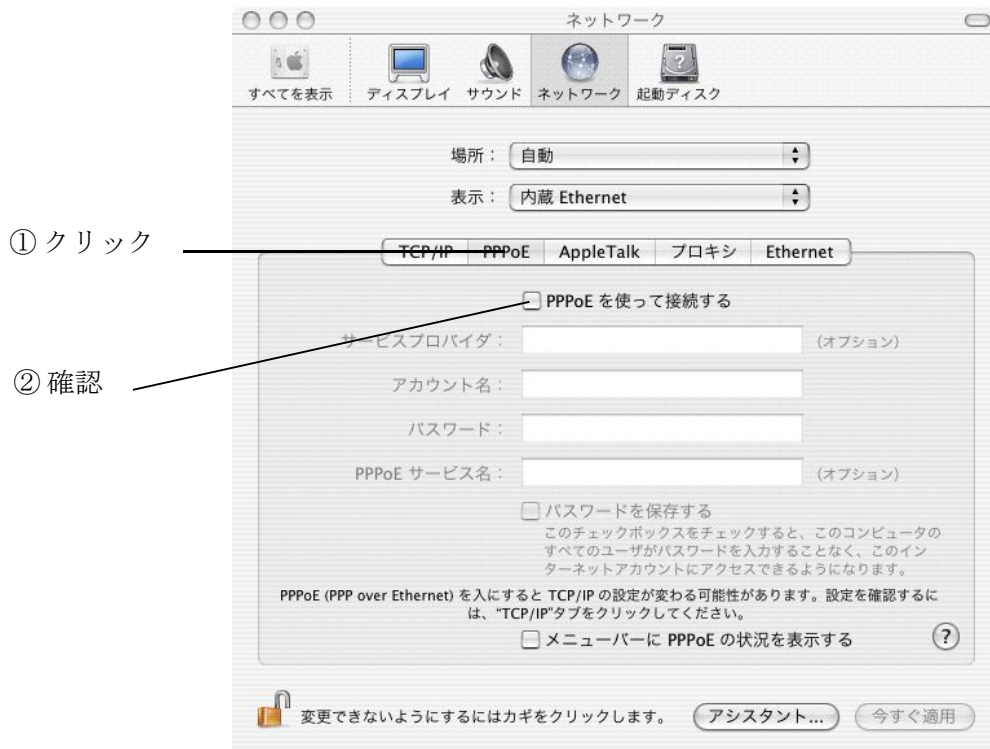 ネットワーク
すべてを表示 ディスプレイ サウンド ネットワーク 起動ディスク
場所： 自動
表示： 内蔵 Ethernet
① クリック
TCP/IP PPPoE AppleTalk プロキシ Ethernet
PPPoE を使って接続する
サービスプロバイダ： （オプション）
② 確認
アカウント名：
パスワード：
PPPoE サービス名： （オプション）
パスワードを保存する
このチェックボックスをチェックすると、このコンピュータの
すべてのユーザがパスワードを入力することなく、このイン
ターネットアカウントにアクセスできるようになります。
PPPoE (PPP over Ethernet) を入にすると TCP/IP の設定が変わる可能性があります。設定を確認するに
は、“TCP/IP”タブをクリックしてください。
メニューバーに PPPoE の状況を表示する ?
変更できないようにするにはカギをクリックします。 アシスタント... 今すぐ適用